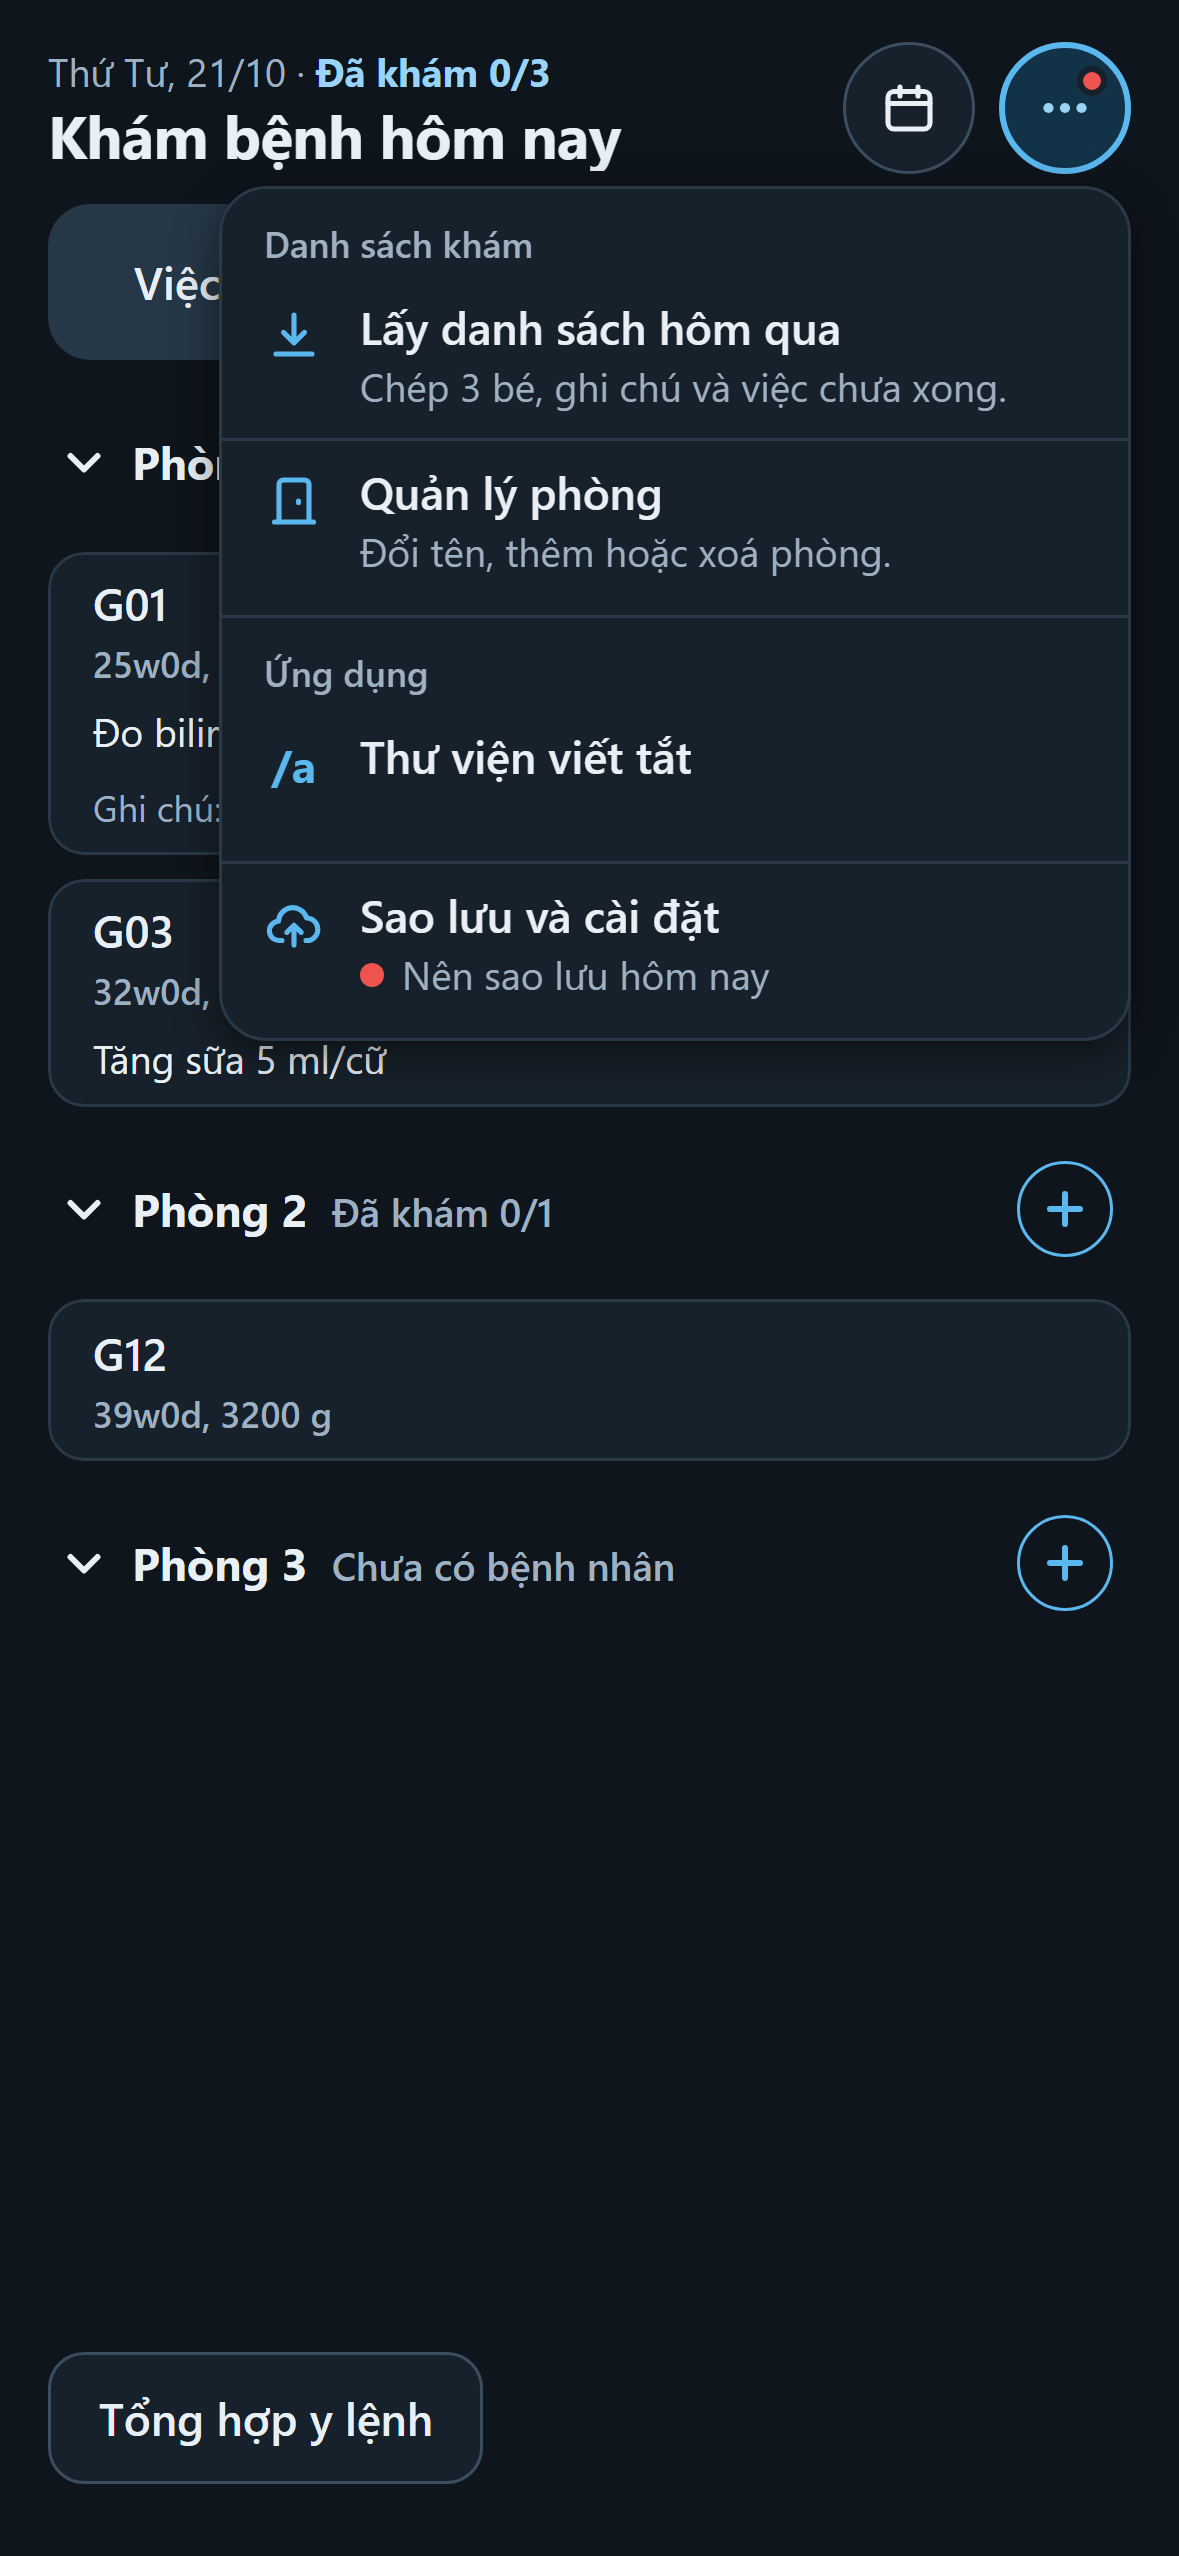 Thứ Tư, 21/10 · Đã khám 0/3
Khám bệnh hôm nay
Việc
Danh sách khám
Lấy danh sách hôm qua
Chép 3 bé, ghi chú và việc chưa xong.
Quản lý phòng
Đổi tên, thêm hoặc xoá phòng.
Ứng dụng
/a Thư viện viết tắt
Sao lưu và cài đặt
Nên sao lưu hôm nay
G01
25w0d,
Đo
Ghi chú:
G03
32w0d,
Tăng sữa 5 ml/cữ
Phòng 2 Đã khám 0/1
G12
39w0d, 3200 g
Phòng 3 Chưa có bệnh nhân
Tổng hợp y lệnh